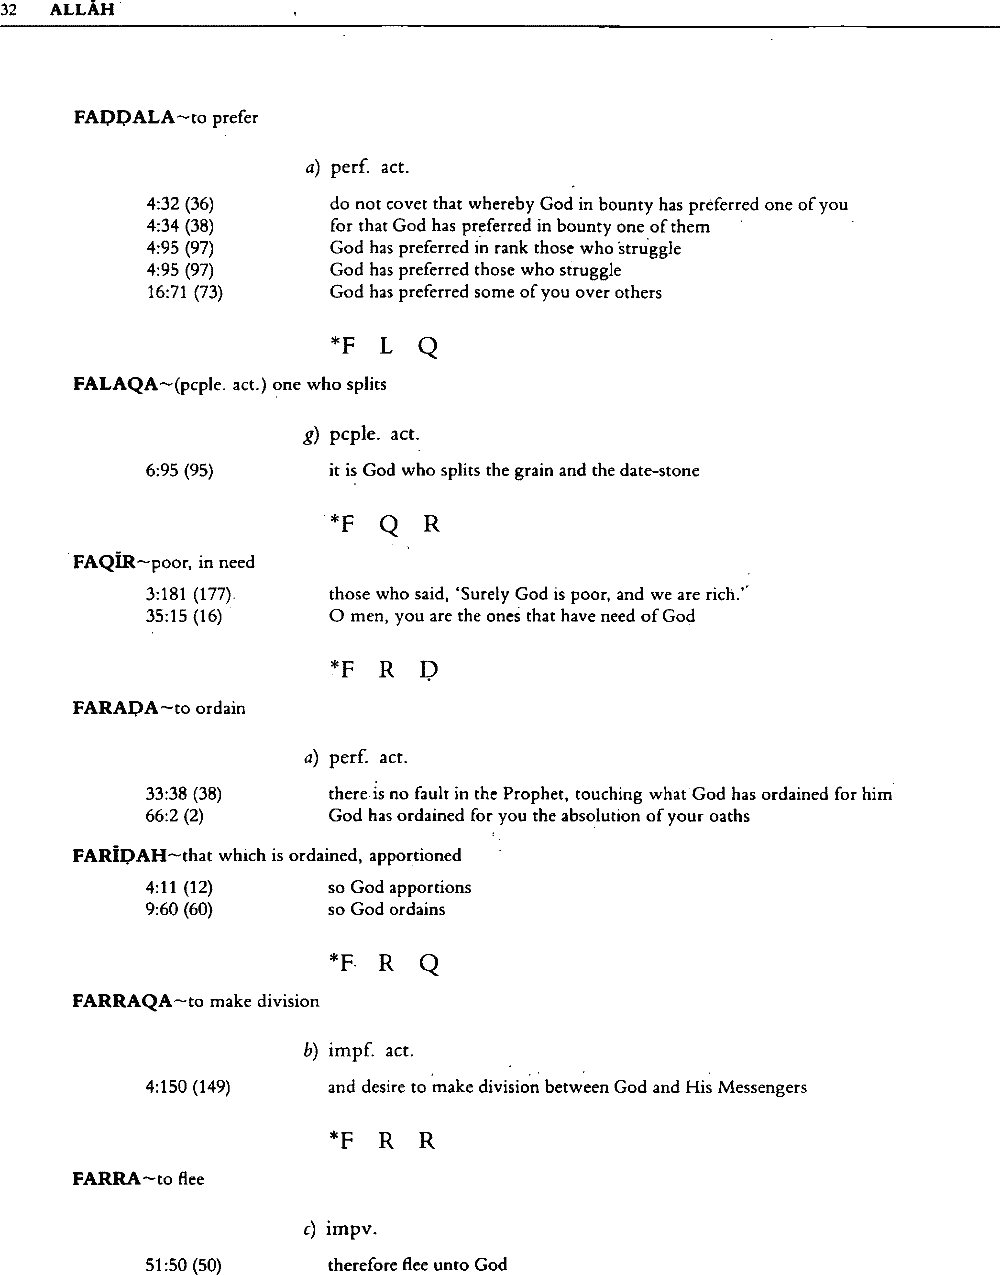 32 ALLĀH
FAḌḌALA~to prefer
a) perf. act.
4:32 (36) do not covet that whereby God in bounty has preferred one of you
4:34 (38) for that God has preferred in bounty one of them
4:95 (97) God has preferred in rank those who struggle
4:95 (97) God has preferred those who struggle
16:71 (73) God has preferred some of you over others
*F L Q
FALAQA~(pcple. act.) one who splits
g) pcple. act.
6:95 (95) it is God who splits the grain and the date-stone
*F Q R
FAQĪR~poor, in need
3:181 (177) those who said, ‘Surely God is poor, and we are rich.’
35:15 (16) O men, you are the ones that have need of God
*F R Ḍ
FARAḌA~to ordain
a) perf. act.
33:38 (38) there is no fault in the Prophet, touching what God has ordained for him
66:2 (2) God has ordained for you the absolution of your oaths
FARĪḌAH~that which is ordained, apportioned
4:11 (12) so God apportions
9:60 (60) so God ordains
*F R Q
FARRAQA~to make division
b) impf. act.
4:150 (149) and desire to make division between God and His Messengers
*F R R
FARRA~to flee
c) impv.
51:50 (50) therefore flee unto God